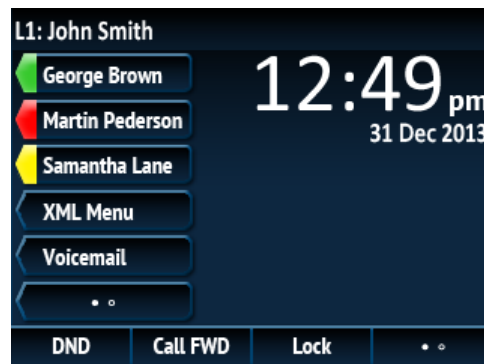 L1: John Smith
George Brown
12:49 pm
Martin Pederson
31 Dec 2013
Samantha Lane
XML Menu
Voicemail
DND Call FWD Lock